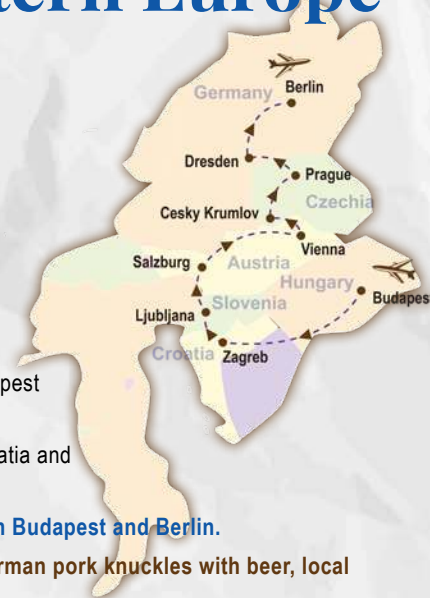 tern Europe
Germany
Berlin
Dresden
Prague
Czechia
Cesky Krumlov
Vienna
Salzburg
Austria
Hungary
Budapes
Slovenia
Ljubljana
Croatia
Zagreb
pest
atia and
n Budapest and Berlin.
rman pork knuckles with beer, local